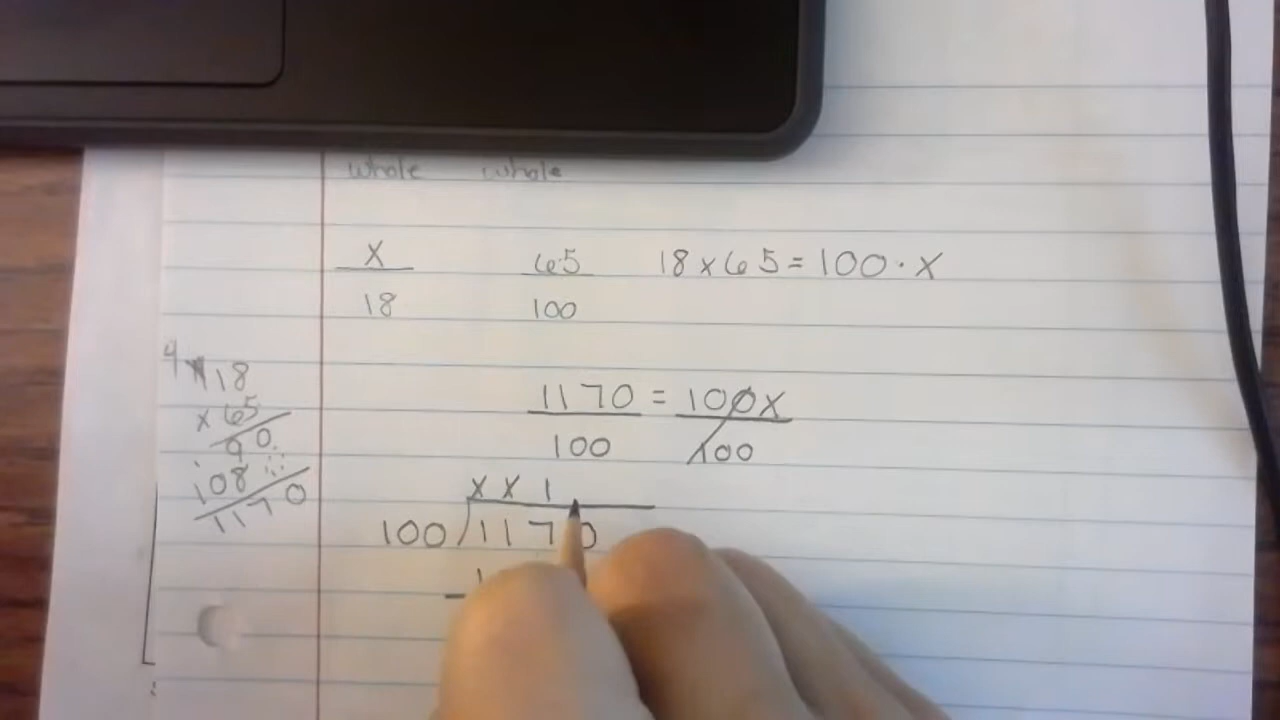 whole whole
X 65 18 x 65 = 100 · X
18 100
18
x 65
90
108
1170
1170 = 100x
100 100
X X 1
100 1170